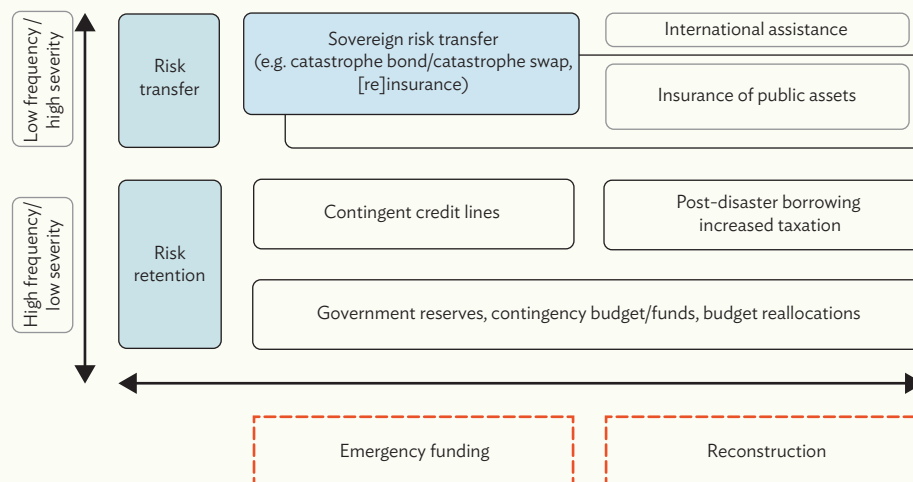 Low frequency/
high severity
Risk
transfer
Sovereign risk transfer
(e.g. catastrophe bond/catastrophe swap,
[re]insurance)
International assistance
Insurance of public assets
High frequency/
low severity
Risk
retention
Contingent credit lines
Post-disaster borrowing
increased taxation
Government reserves, contingency budget/funds, budget reallocations
Emergency funding
Reconstruction